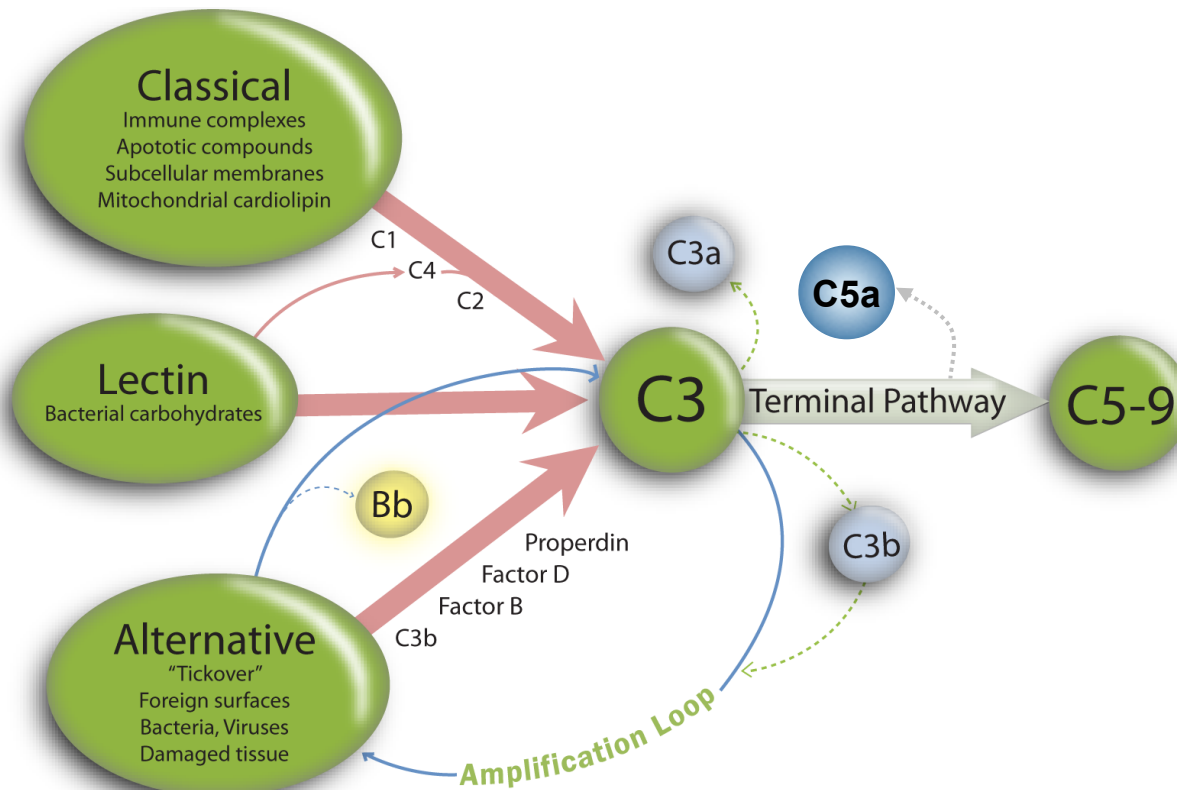 Classical
Immune complexes
Apototic compounds
Subcellular membranes
Mitochondrial cardiolipin
C1
C4
C2
C3a
C5a
Lectin
Bacterial carbohydrates
C3
Terminal Pathway
C5-9
Bb
C3b
Properdin
Factor D
Factor B
C3b
Alternative
“Tickover”
Foreign surfaces
Bacteria, Viruses
Damaged tissue
Amplification Loop